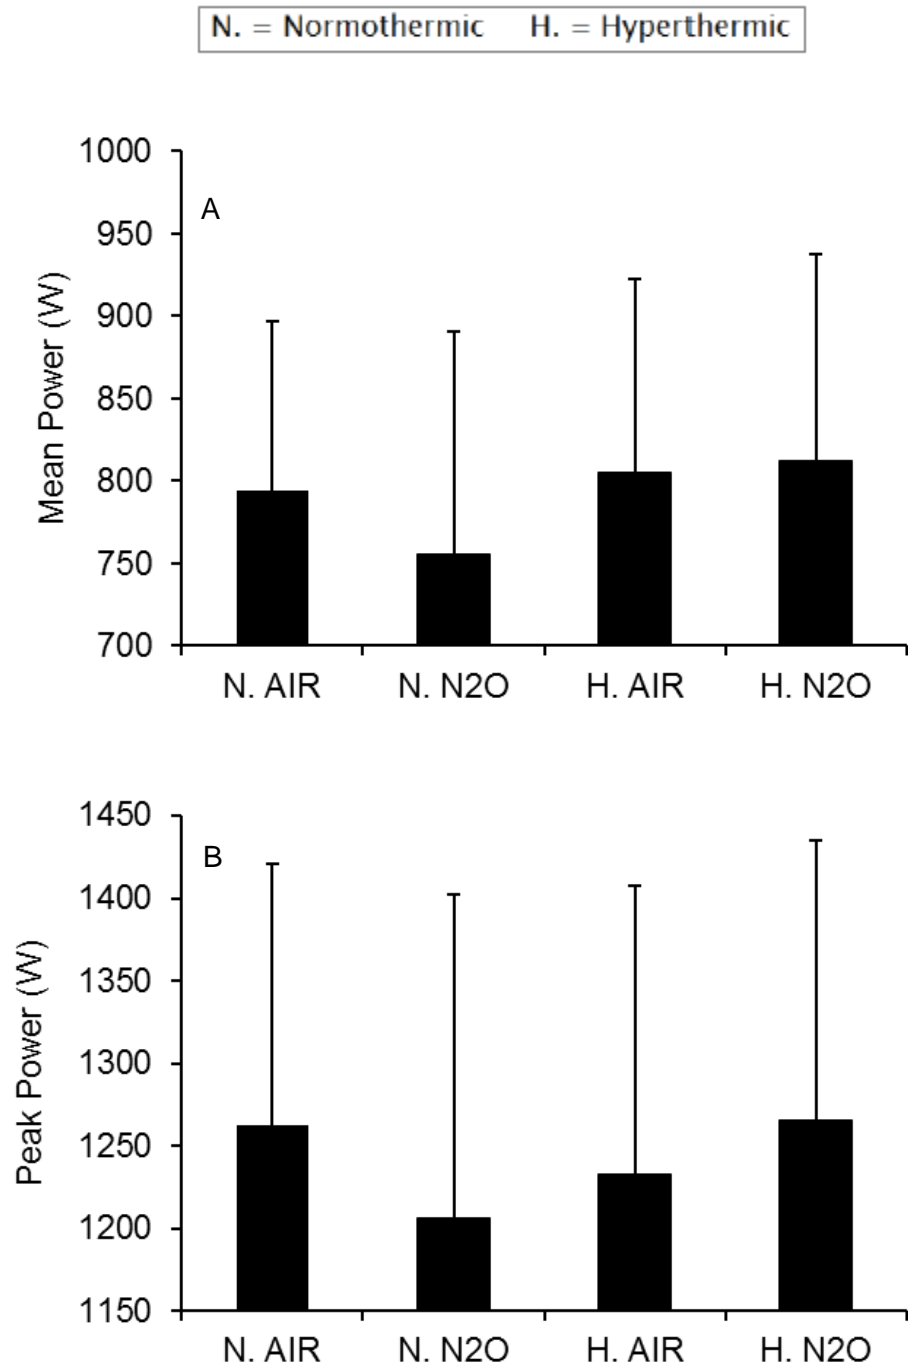 N. = Normothermic H. = Hyperthermic
A
Mean Power (W)
1000
950
900
850
800
750
700
N. AIR N. N2O H. AIR H. N2O
B
Peak Power (W)
1450
1400
1350
1300
1250
1200
1150
N. AIR N. N2O H. AIR H. N2O